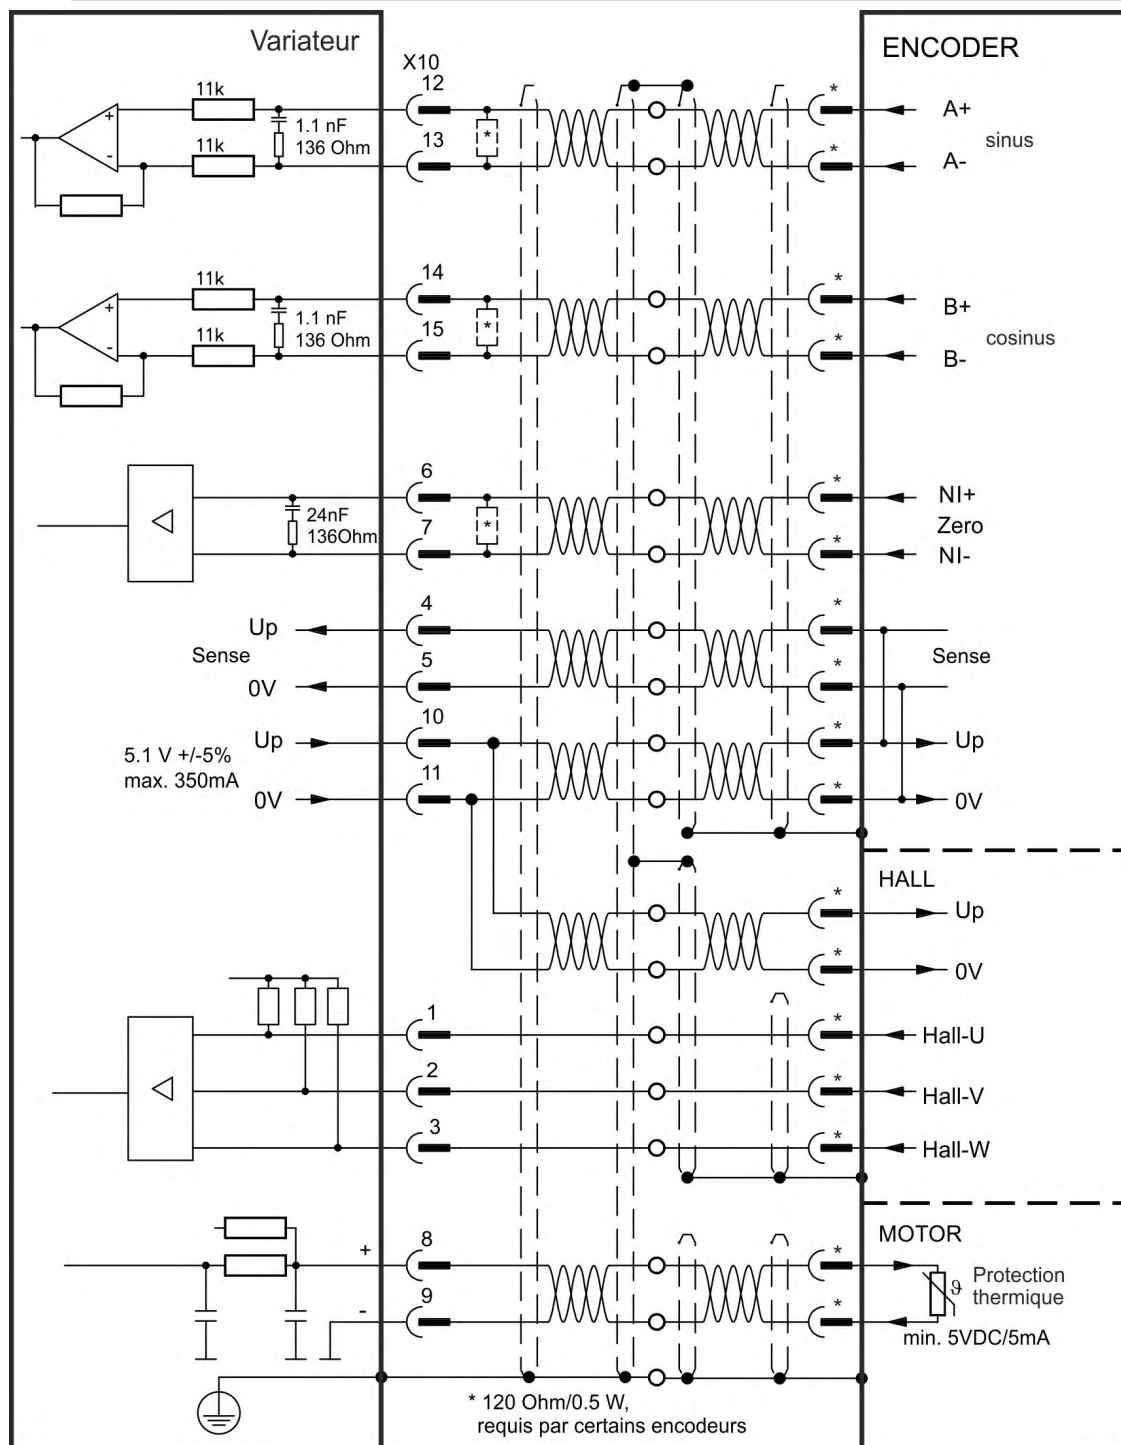 Variateur
X10
ENCODER
12
*
11k
A+
*
1.1 nF
136 Ohm
sinus
13
*
11k
A-
14
*
11k
B+
*
1.1 nF
136 Ohm
cosinus
15
*
11k
B-
6
*
NI+
*
24nF
136Ohm
Zero
7
*
NI-
4
*
Up
Sense
Sense
5
*
0V
10
*
Up
Up
5.1 V +/-5%
max. 350mA
11
*
0V
0V
HALL
*
Up
*
0V
1
*
Hall-U
2
*
Hall-V
3
*
Hall-W
MOTOR
+
8
*
ϑ
Protection
thermique
-
9
*
min. 5VDC/5mA
* 120 Ohm/0.5 W,
requis par certains encodeurs
+
-
+
-